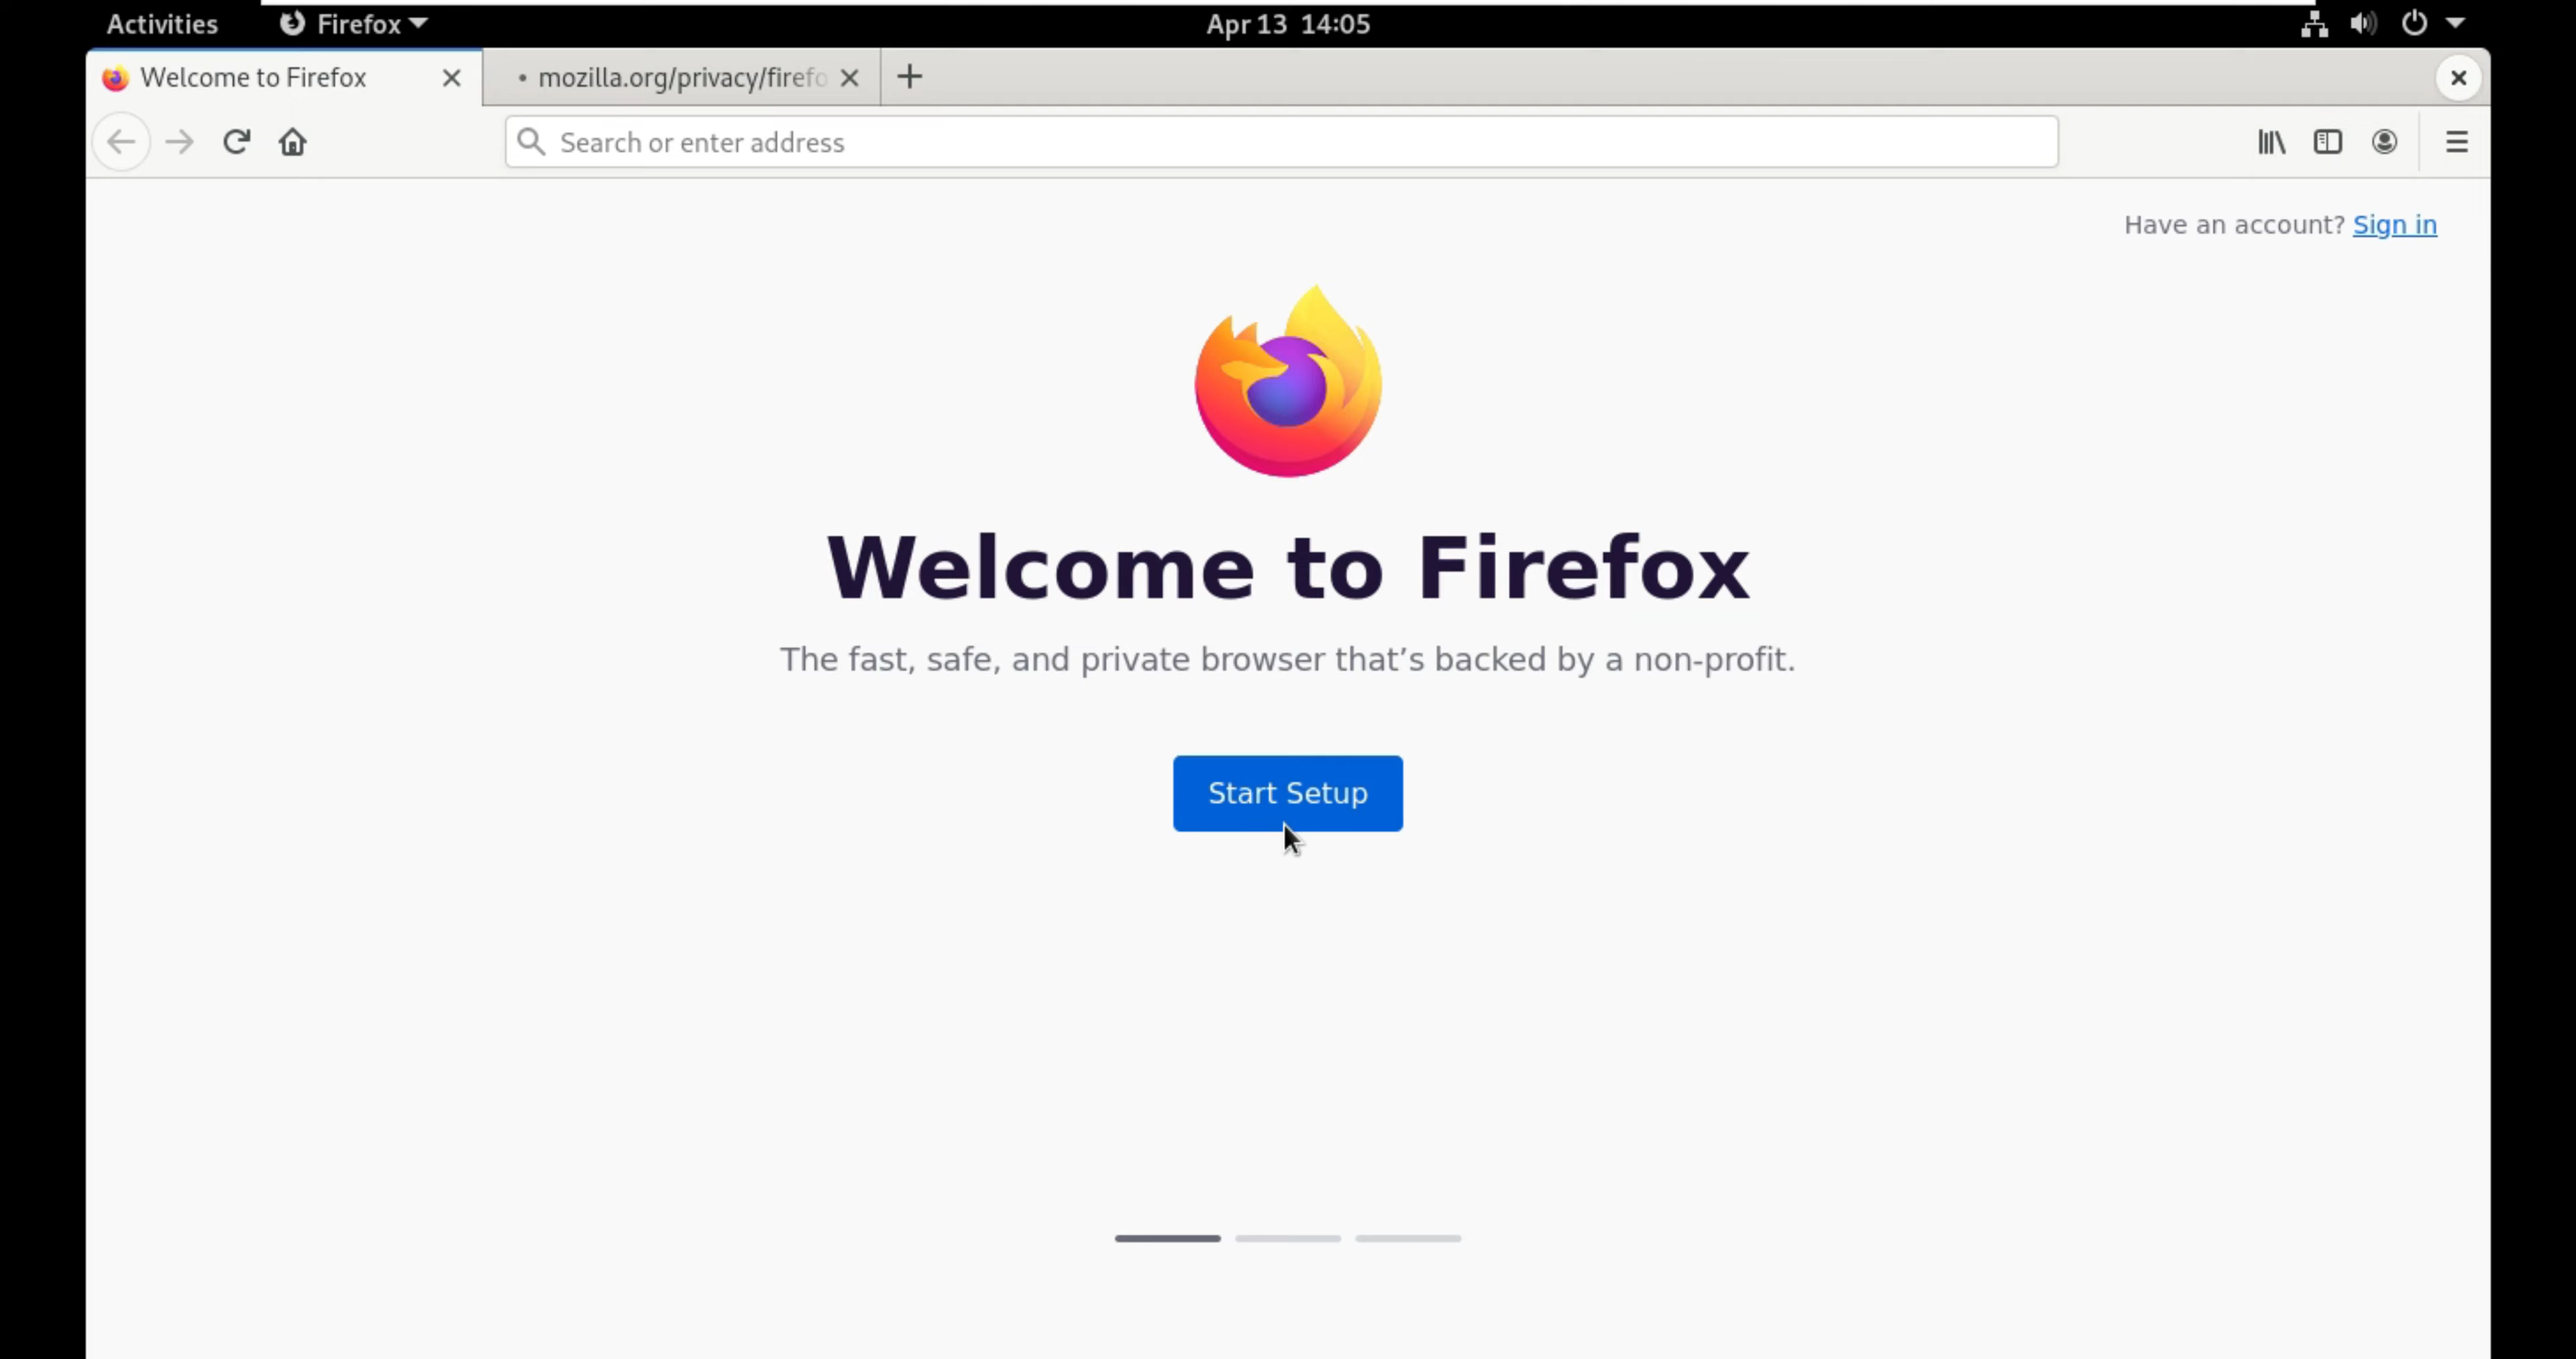 Activities Firefox Apr 13 14:05
Welcome to Firefox mozilla.org/privacy/firefo
Search or enter address
Have an account? Sign in
Welcome to Firefox
The fast, safe, and private browser that’s backed by a non-profit.
Start Setup